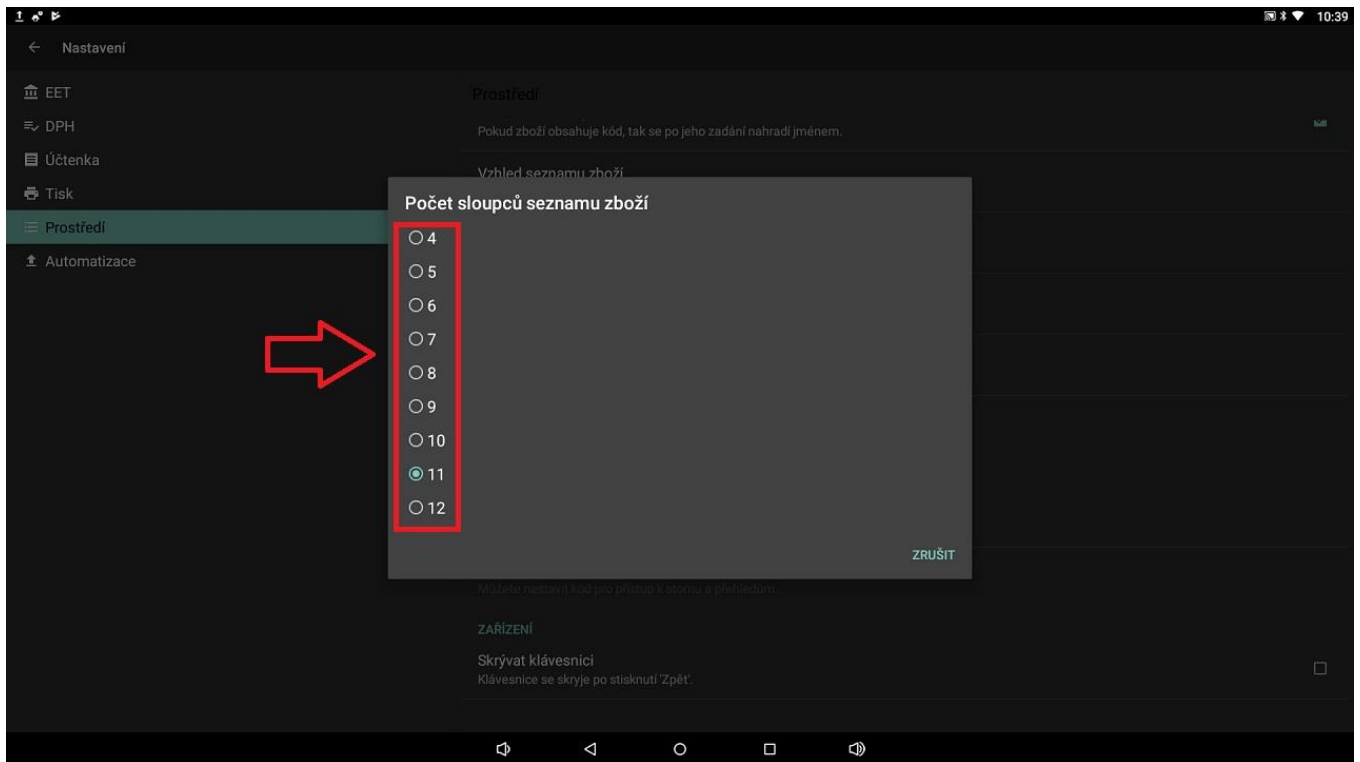 10:39
Nastavení
EET
DPH
Účtenka
Tisk
Prostředí
Automatizace
Prostředí
Pokud zboží obsahuje kód, tak se po jeho zadání nahradí jménem.
Vzhled seznamu zboží
Počet sloupců seznamu zboží
4
5
6
7
8
9
10
11
12
ZRUŠIT
Můžete nastavit kód pro přístup k stornu a přehledům.
ZAŘÍZENÍ
Skrývat klávesnici
Klávesnice se skryje po stisknutí 'Zpět'.